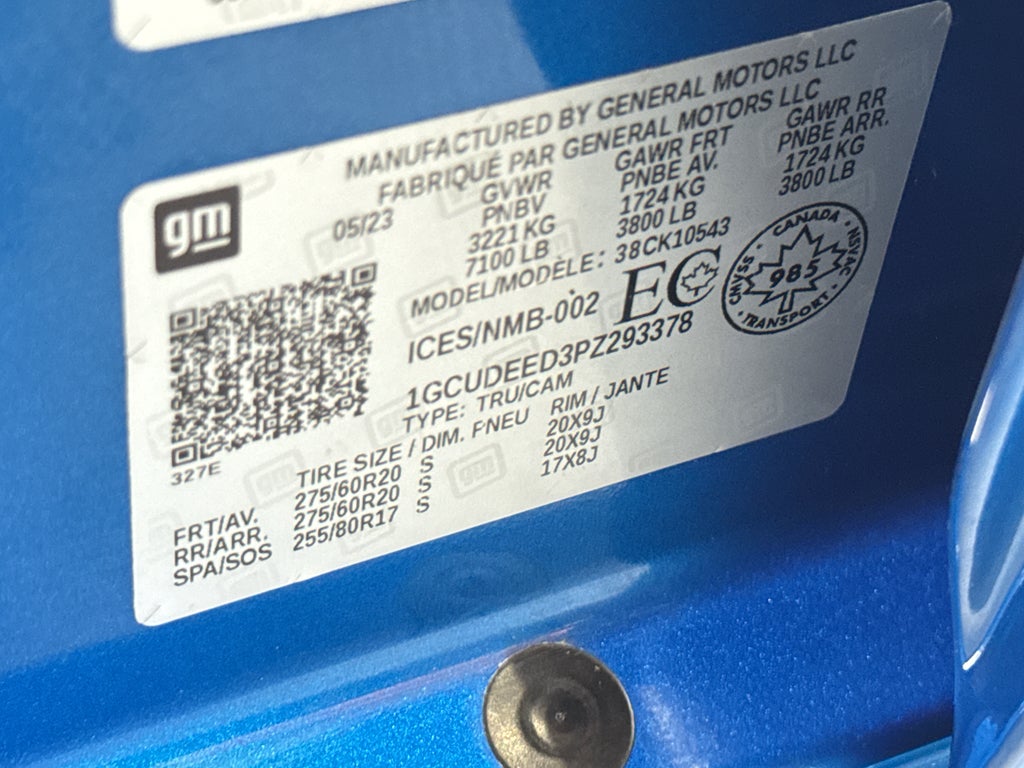 MANUFACTURED BY GENERAL MOTORS LLC
FABRIQUÉ PAR GENERAL MOTORS LLC
gm
05/23
GVWR GAWR FRT GAWR RR
PNBV PNBE AV. PNBE ARR.
3221 KG 1724 KG 1724 KG
7100 LB 3800 LB 3800 LB
MODEL/MODÈLE: 38CK10543
ICES/NMB-002 EC
CANADA
CMVSS 985 NSVAC
TRANSPORT
1GCUDEED3PZ293378
TYPE: TRU/CAM
327E
TIRE SIZE / DIM. PNEU RIM / JANTE
FRT/AV. 275/60R20 S 20X9J
RR/ARR. 275/60R20 S 20X9J
SPA/SOS 255/80R17 S 17X8J